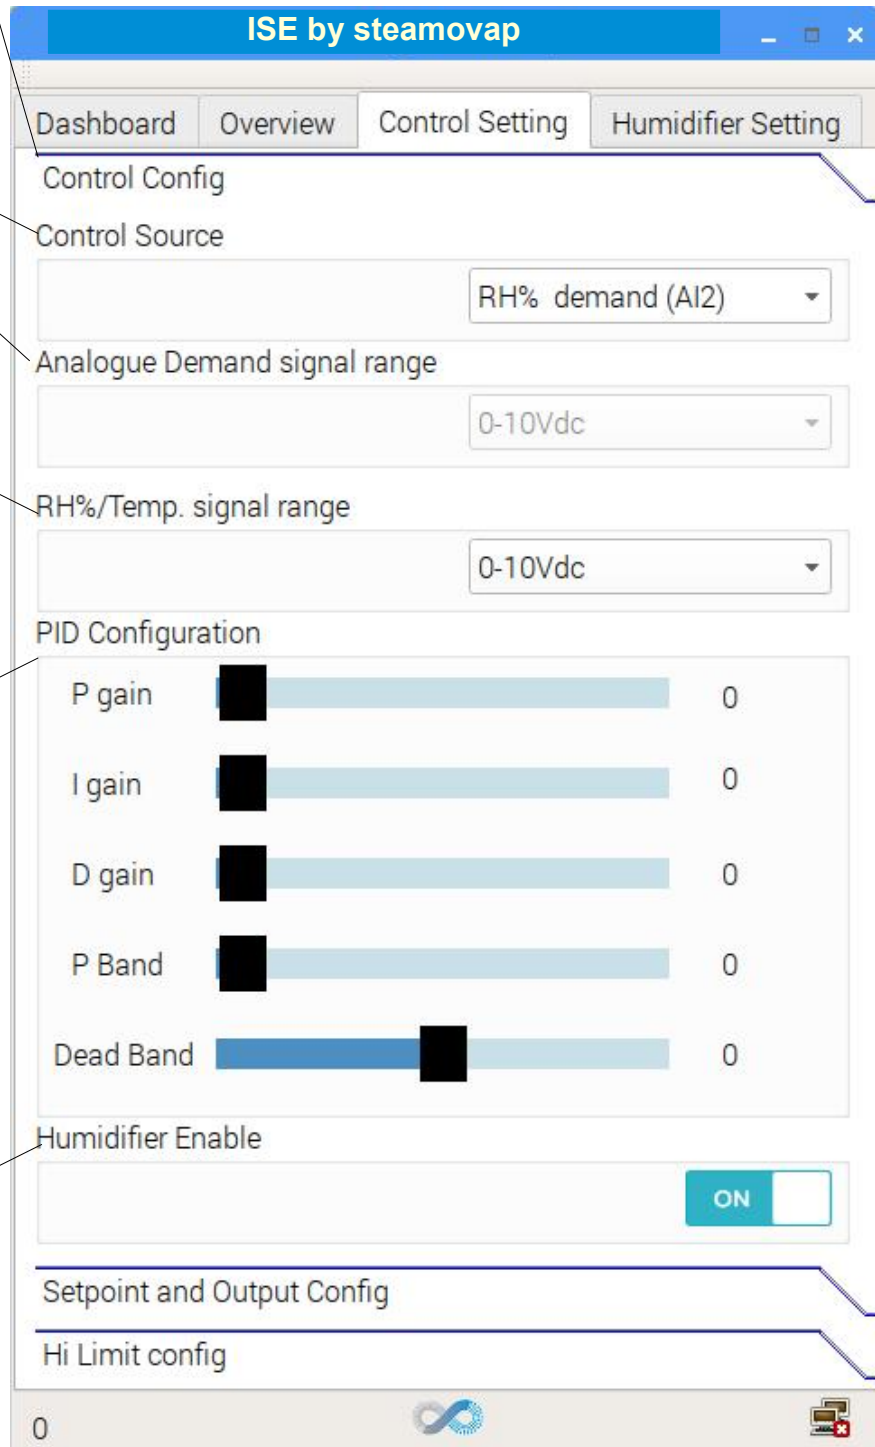 ISE by steamovap
Dashboard Overview Control Setting Humidifier Setting
Control Config
Control Source
RH% demand (AI2)
Analogue Demand signal range
0-10Vdc
RH%/Temp. signal range
0-10Vdc
PID Configuration
P gain 0
I gain 0
D gain 0
P Band 0
Dead Band 0
Humidifier Enable
ON
Setpoint and Output Config
Hi Limit config
0